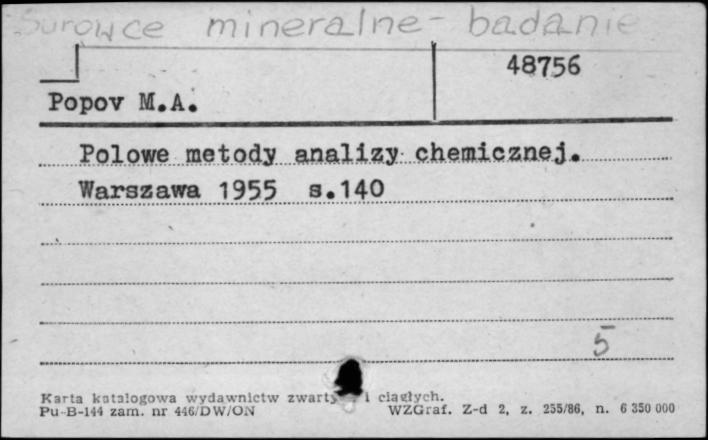 Surowce mineralne - badanie
48756
Popov M.A.
Polowe metody analizy chemicznej.
Warszawa 1955 s.140
5
Karta katalogowa wydawnictw zwarty i ciągłych.
Pu-B-144 zam. nr 446/DW/ON WZGraf. Z-d 2, z. 255/86, n. 6 350 000